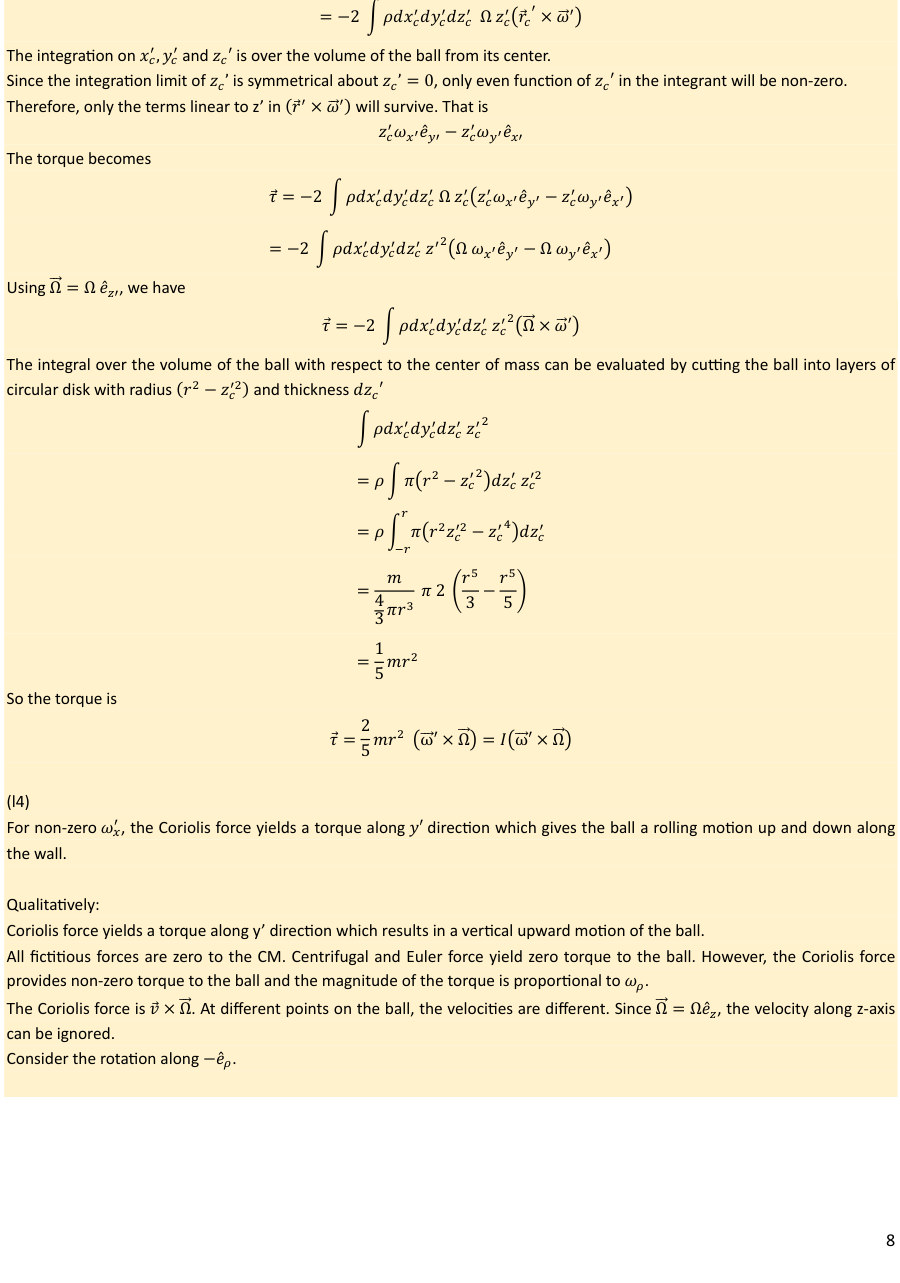 = −2 ∫ ρdx′_c dy′_c dz′_c Ω z′_c(r⃗_c′ × ω⃗′)
The integration on x′_c, y′_c and z_c′ is over the volume of the ball from its center.
Since the integration limit of z_c’ is symmetrical about z_c’ = 0, only even function of z_c’ in the integrant will be non-zero.
Therefore, only the terms linear to z’ in (r⃗′ × ω⃗′) will survive. That is
z′_c ω_x′ ê_y′ − z′_c ω_y′ ê_x′
The torque becomes
τ⃗ = −2 ∫ ρdx′_c dy′_c dz′_c Ω z′_c(z′_c ω_x′ ê_y′ − z′_c ω_y′ ê_x′)
= −2 ∫ ρdx′_c dy′_c dz′_c z′²(Ω ω_x′ ê_y′ − Ω ω_y′ ê_x′)
Using Ω⃗ = Ω ê_z′, we have
τ⃗ = −2 ∫ ρdx′_c dy′_c dz′_c z′_c²(Ω⃗ × ω⃗′)
The integral over the volume of the ball with respect to the center of mass can be evaluated by cutting the ball into layers of
circular disk with radius (r² − z′_c²) and thickness dz_c′
∫ ρdx′_c dy′_c dz′_c z′_c²
= ρ ∫ π(r² − z′_c²)dz′_c z′_c²
= ρ ∫_{−r}^{r} π(r²z′_c² − z′_c⁴)dz′_c
= m/(4/3 πr³) π 2 (r⁵/3 − r⁵/5)
= 1/5 mr²
So the torque is
τ⃗ = 2/5 mr² (ω⃗′ × Ω⃗) = I(ω⃗′ × Ω⃗)
(I4)
For non-zero ω′_x, the Coriolis force yields a torque along y′ direction which gives the ball a rolling motion up and down along
the wall.
Qualitatively:
Coriolis force yields a torque along y’ direction which results in a vertical upward motion of the ball.
All fictitious forces are zero to the CM. Centrifugal and Euler force yield zero torque to the ball. However, the Coriolis force
provides non-zero torque to the ball and the magnitude of the torque is proportional to ω_ρ.
The Coriolis force is v⃗ × Ω⃗. At different points on the ball, the velocities are different. Since Ω⃗ = Ωê_z, the velocity along z-axis
can be ignored.
Consider the rotation along −ê_ρ.
8